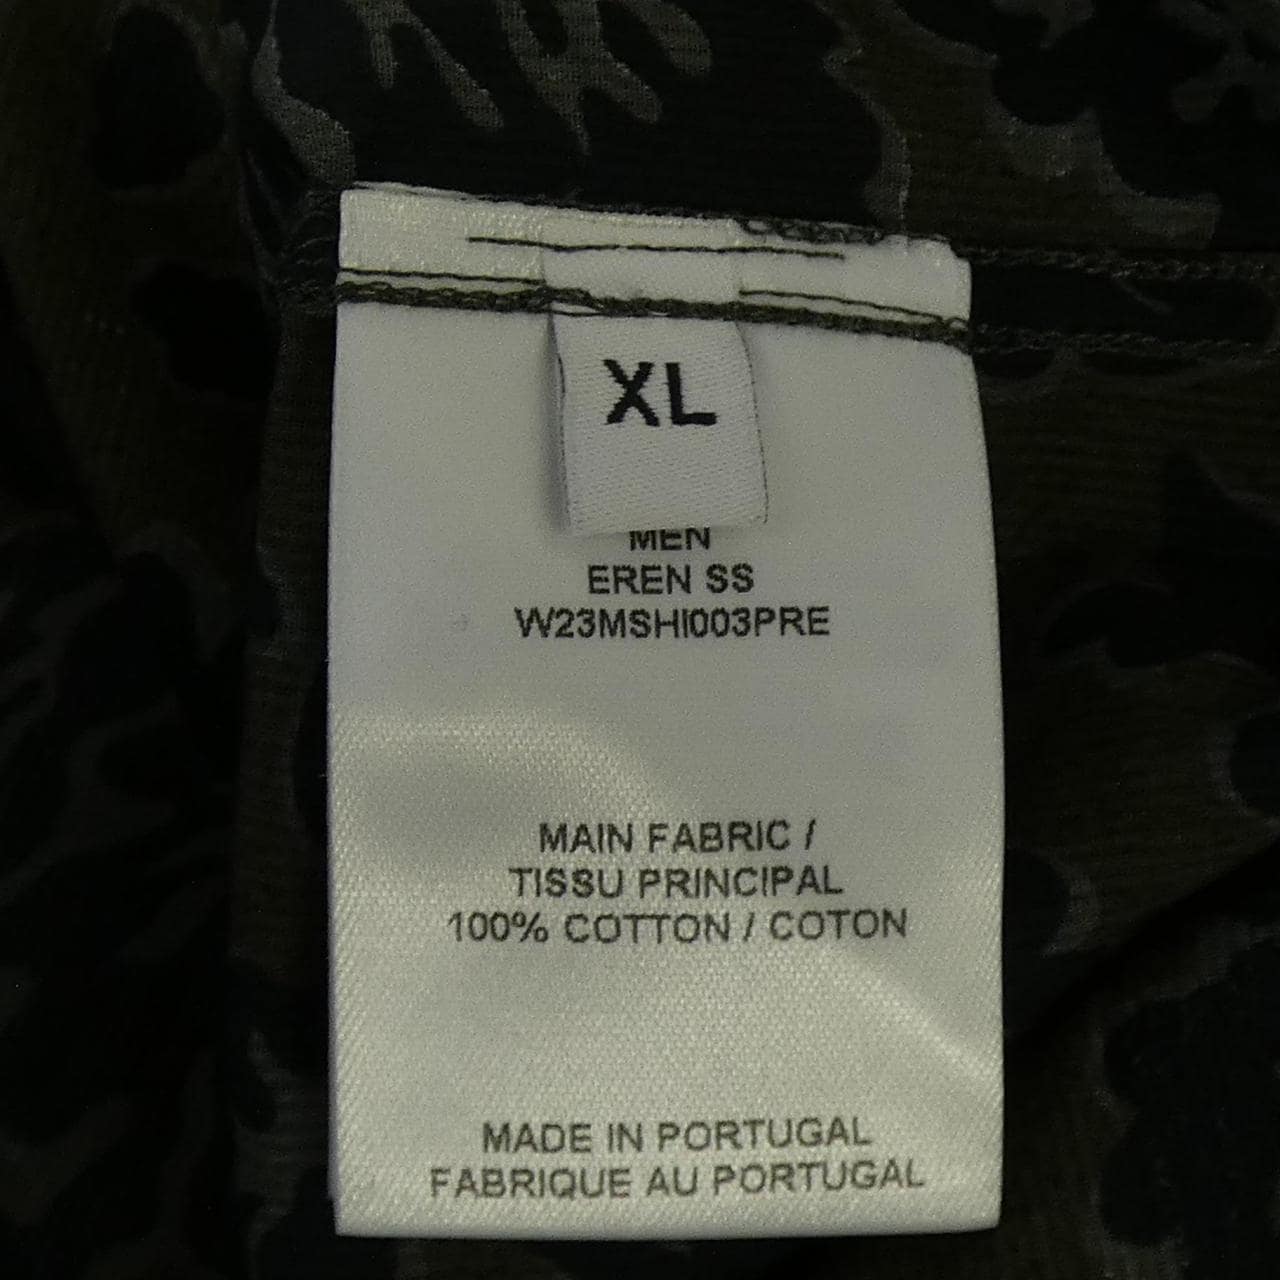 XL
MEN
EREN SS
W23MSHI003PRE
MAIN FABRIC /
TISSU PRINCIPAL
100% COTTON / COTON
MADE IN PORTUGAL
FABRIQUE AU PORTUGAL